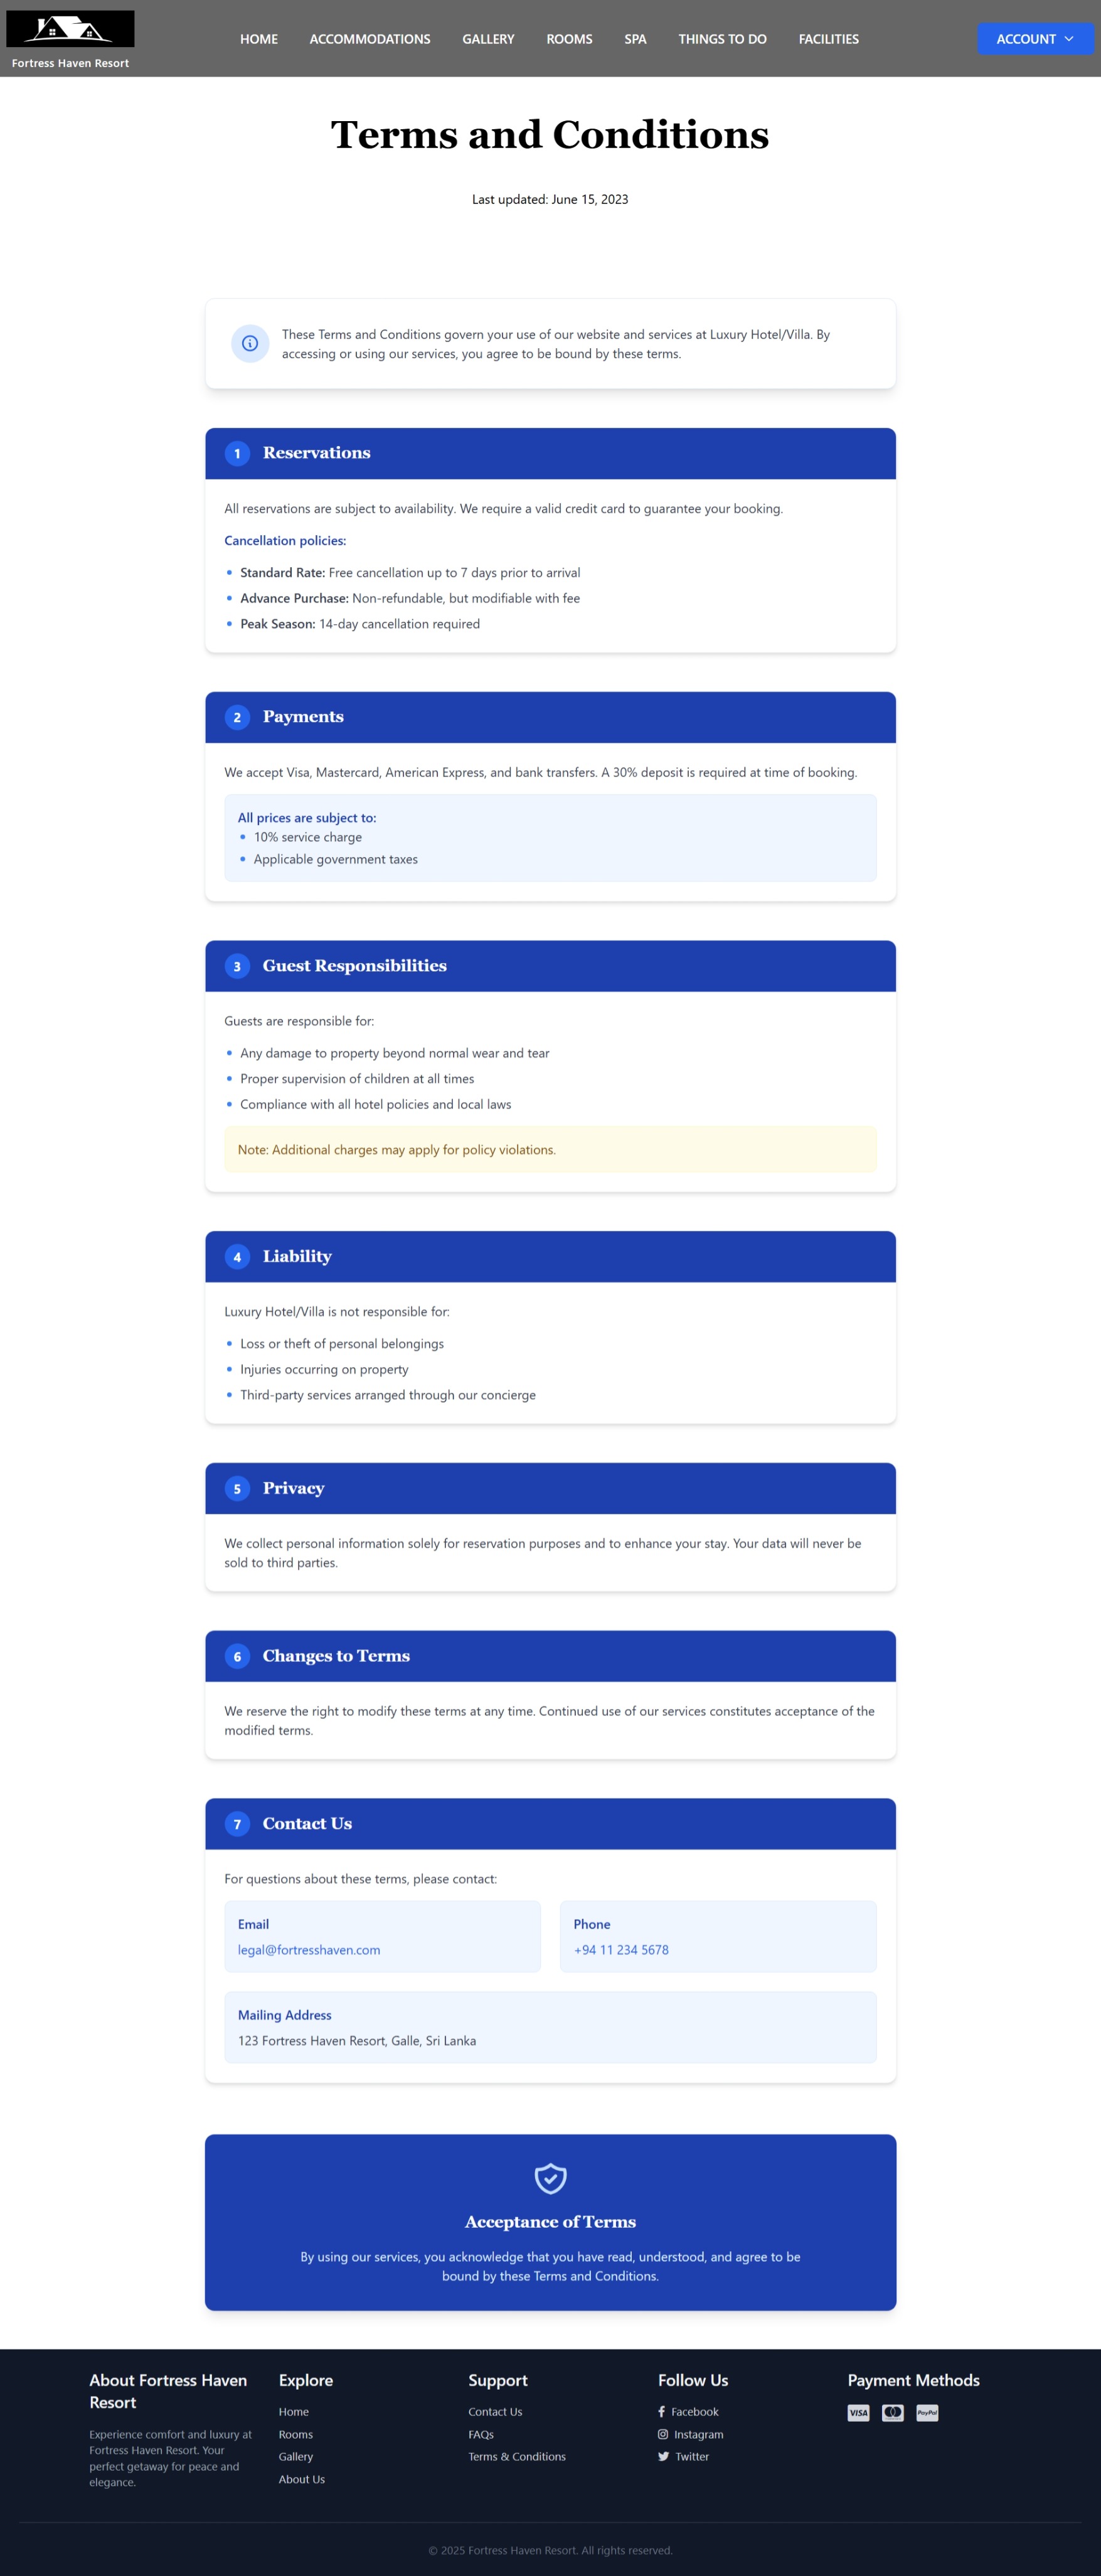 Fortress Haven Resort
HOME ACCOMMODATIONS GALLERY ROOMS SPA THINGS TO DO FACILITIES
ACCOUNT
Terms and Conditions
Last updated: June 15, 2023
These Terms and Conditions govern your use of our website and services at Luxury Hotel/Villa. By
accessing or using our services, you agree to be bound by these terms.
1 Reservations
All reservations are subject to availability. We require a valid credit card to guarantee your booking.
Cancellation policies:
Standard Rate: Free cancellation up to 7 days prior to arrival
Advance Purchase: Non-refundable, but modifiable with fee
Peak Season: 14-day cancellation required
2 Payments
We accept Visa, Mastercard, American Express, and bank transfers. A 30% deposit is required at time of booking.
All prices are subject to:
10% service charge
Applicable government taxes
3 Guest Responsibilities
Guests are responsible for:
Any damage to property beyond normal wear and tear
Proper supervision of children at all times
Compliance with all hotel policies and local laws
Note: Additional charges may apply for policy violations.
4 Liability
Luxury Hotel/Villa is not responsible for:
Loss or theft of personal belongings
Injuries occurring on property
Third-party services arranged through our concierge
5 Privacy
We collect personal information solely for reservation purposes and to enhance your stay. Your data will never be
sold to third parties.
6 Changes to Terms
We reserve the right to modify these terms at any time. Continued use of our services constitutes acceptance of the
modified terms.
7 Contact Us
For questions about these terms, please contact:
Email
legal@fortresshaven.com
Phone
+94 11 234 5678
Mailing Address
123 Fortress Haven Resort, Galle, Sri Lanka
Acceptance of Terms
By using our services, you acknowledge that you have read, understood, and agree to be
bound by these Terms and Conditions.
About Fortress Haven
Resort
Experience comfort and luxury at
Fortress Haven Resort. Your
perfect getaway for peace and
elegance.
Explore
Home
Rooms
Gallery
About Us
Support
Contact Us
FAQs
Terms & Conditions
Follow Us
Facebook
Instagram
Twitter
Payment Methods
VISA PayPal
© 2025 Fortress Haven Resort. All rights reserved.